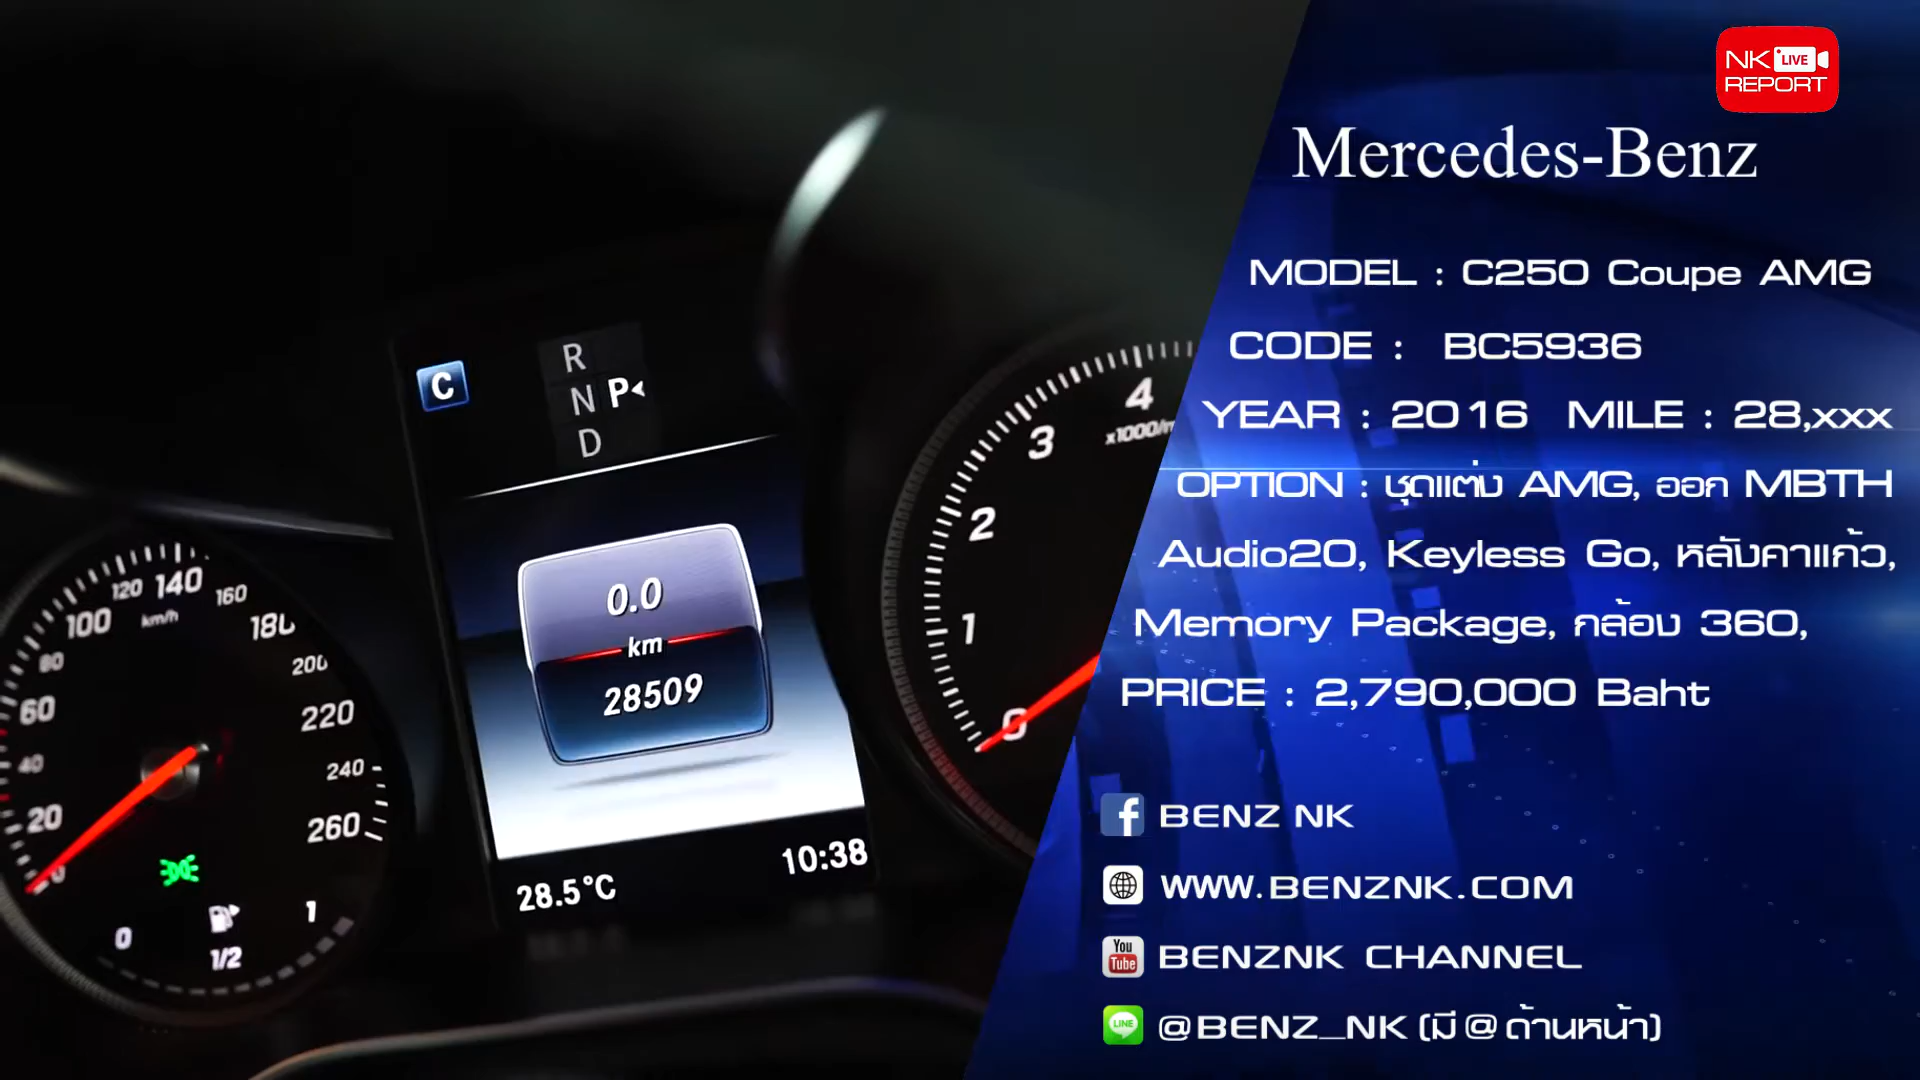 NK LIVE
REPORT
Mercedes-Benz
MODEL : C250 Coupe AMG
CODE : BC5936
YEAR : 2016 MILE : 28,xxx
OPTION : ชุดแต่ง AMG, ออก MBTH
Audio20, Keyless Go, หลังคาแก้ว,
Memory Package, กล้อง 360,
PRICE : 2,790,000 Baht
f BENZ NK
WWW.BENZNK.COM
You Tube BENZNK CHANNEL
LINE @BENZ_NK (มี @ ด้านหน้า)
C
R
N P
D
0.0
km
28509
28.5°C 10:38
0 20 40 60 80 100 120 140 160 180 200 220 240 260
km/h
0 1/2 1
0 1 2 3 4